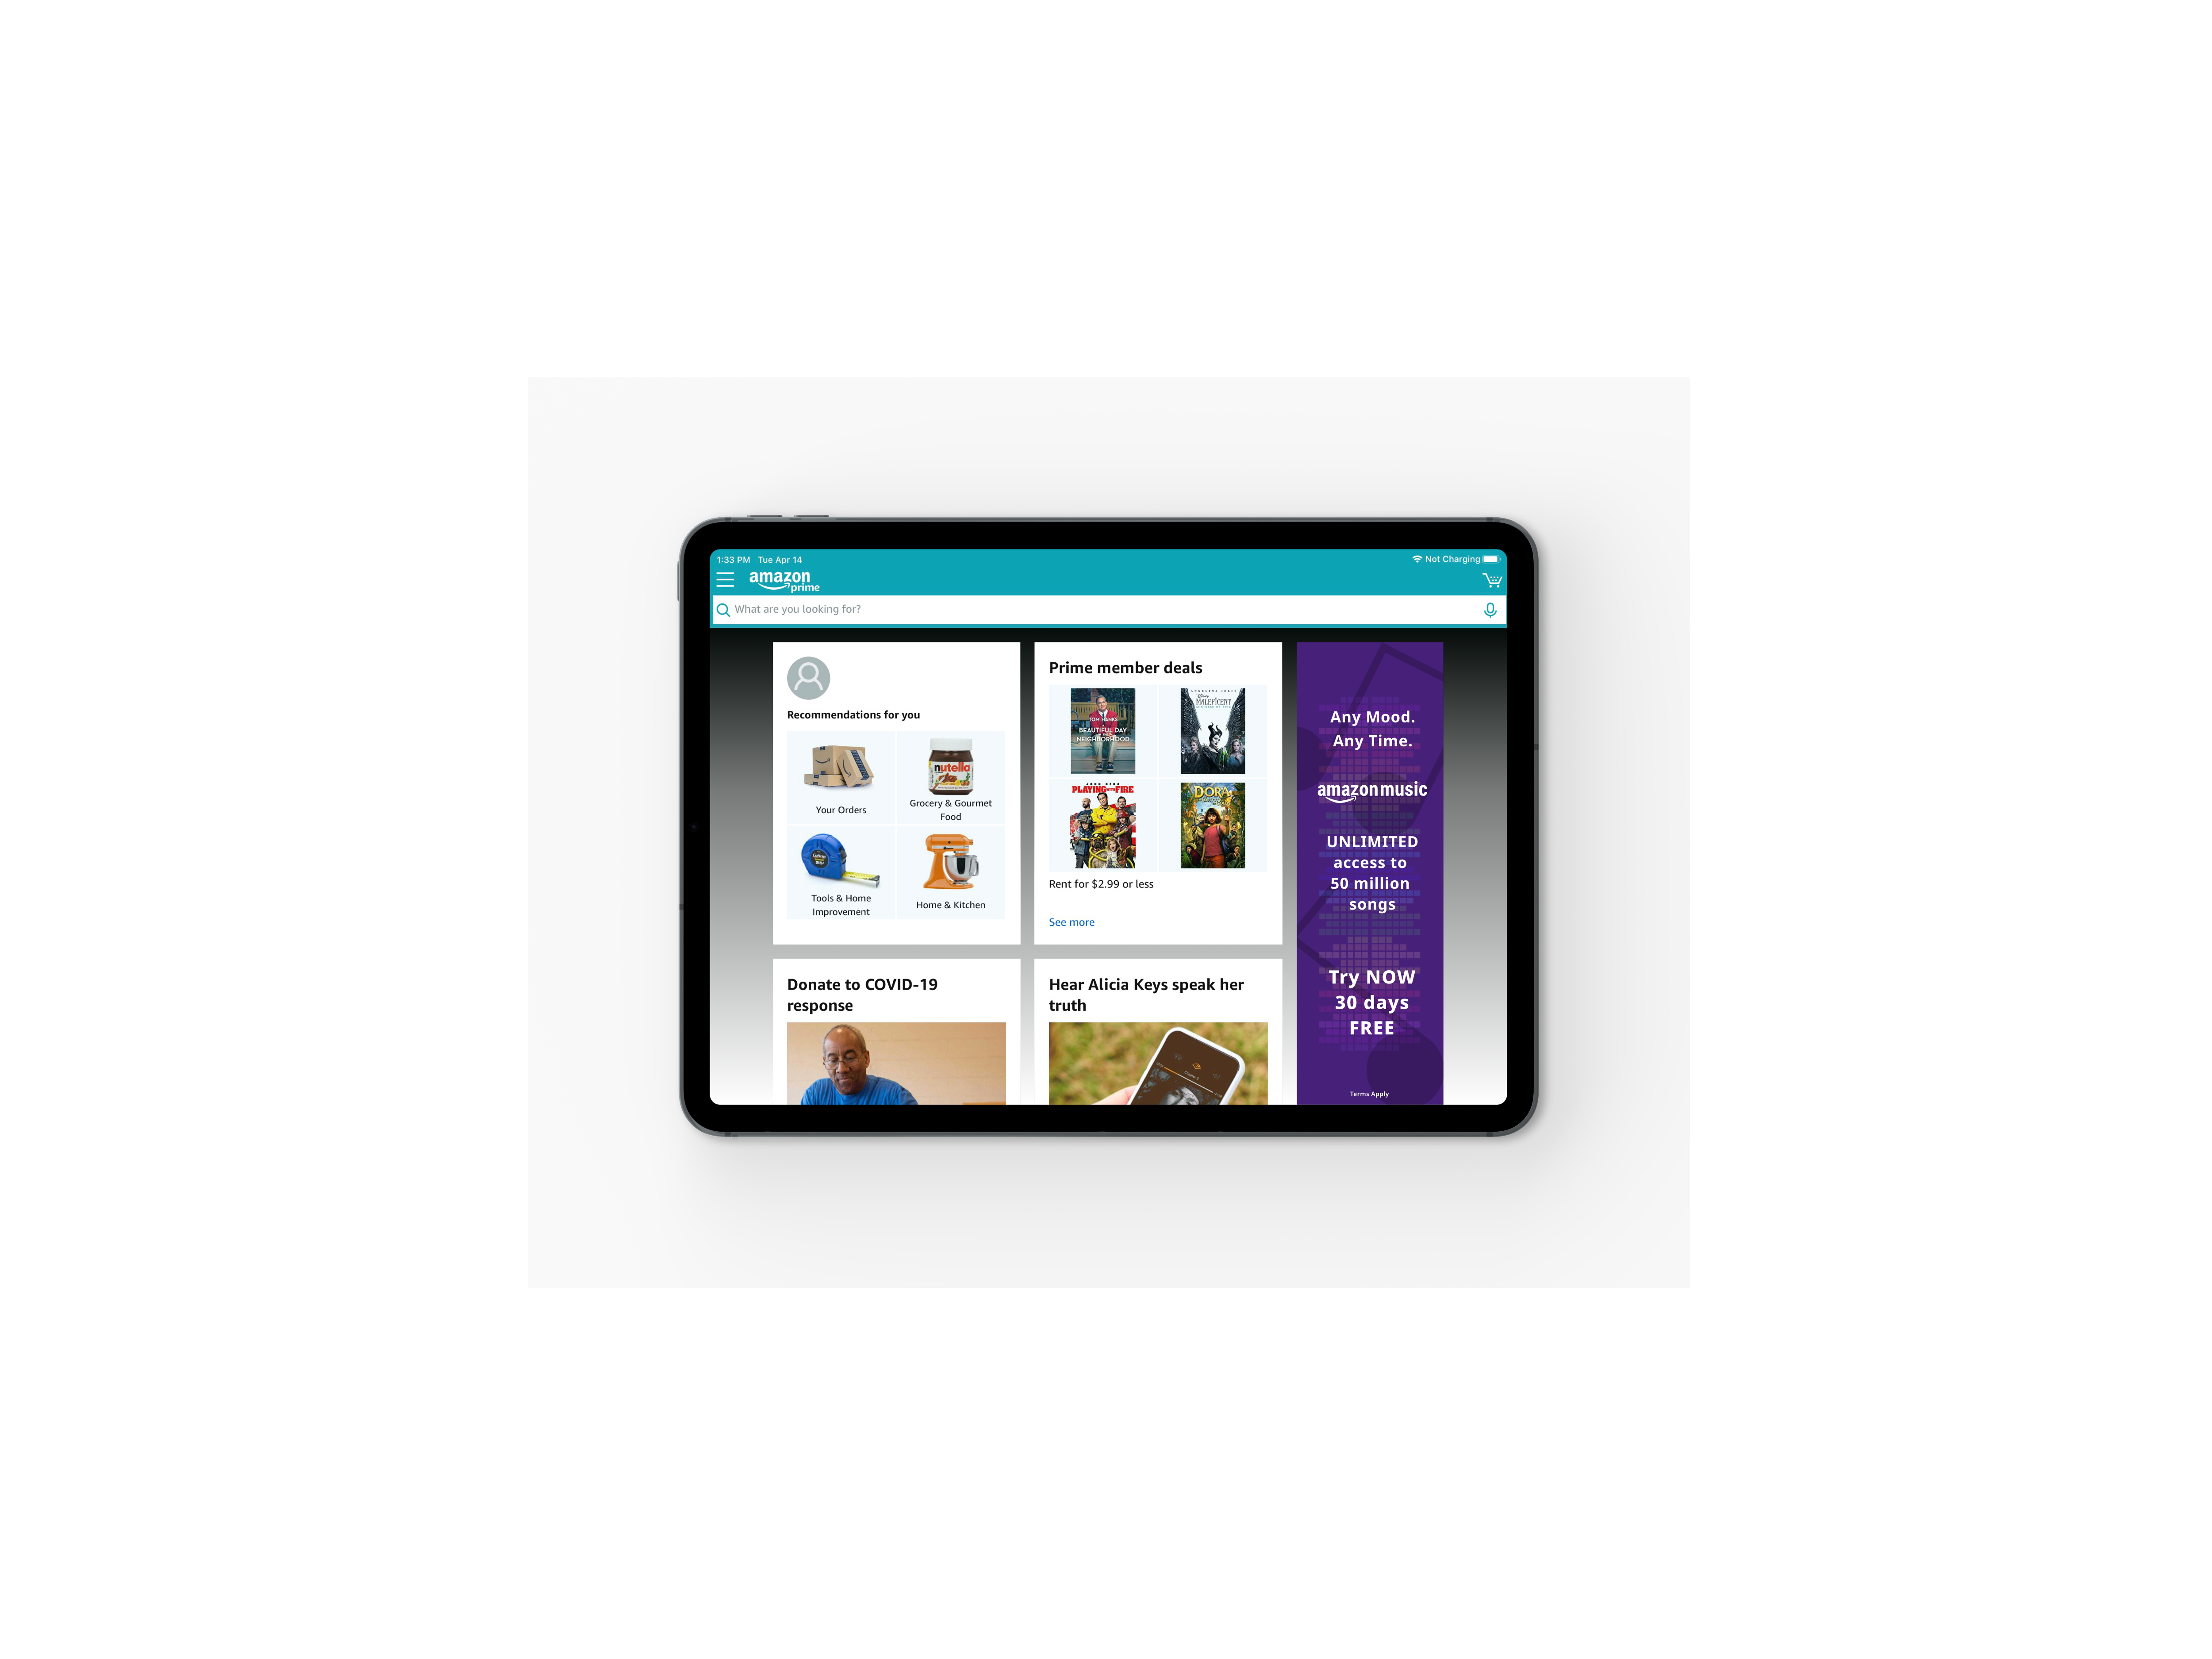 1:33 PM Tue Apr 14
Not Charging
amazon
prime
What are you looking for?
Recommendations for you
Your Orders
nutella
Grocery & Gourmet
Food
Tools & Home
Improvement
Home & Kitchen
Prime member deals
TOM HANKS
A BEAUTIFUL DAY
NEIGHBORHOOD
ANGELINA JOLIE
Disney
MALEFICENT
PLAYING WITH FIRE
DORA
Rent for $2.99 or less
See more
Donate to COVID-19
response
Hear Alicia Keys speak her
truth
Any Mood.
Any Time.
amazon music
UNLIMITED
access to
50 million
songs
Try NOW
30 days
FREE
Terms Apply